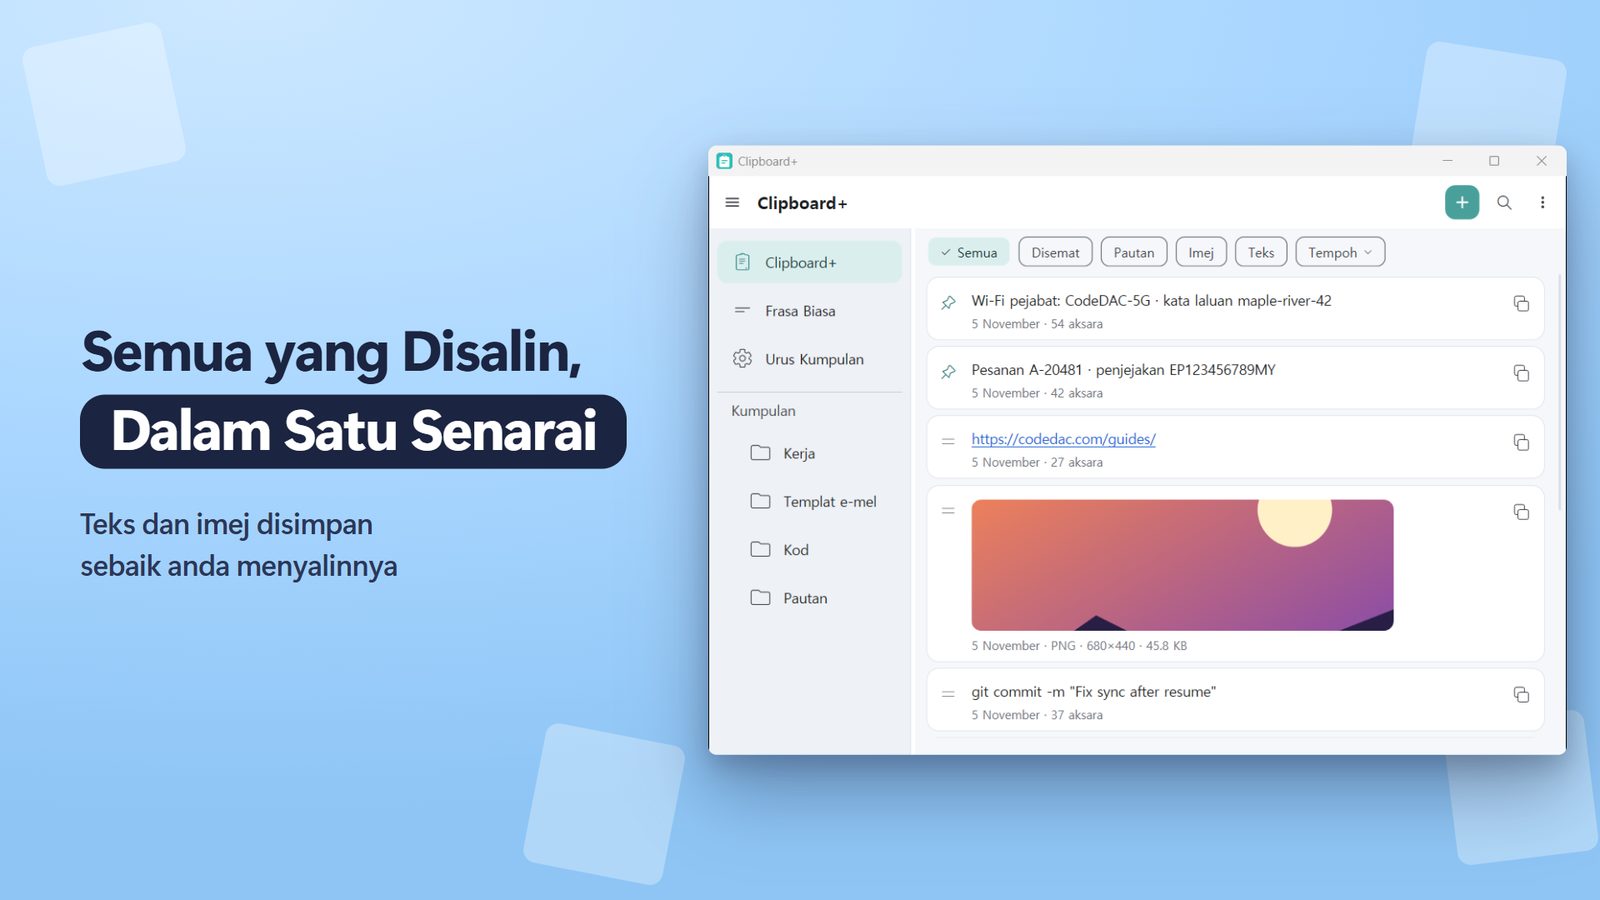 Semua yang Disalin,
Dalam Satu Senarai
Teks dan imej disimpan
sebaik anda menyalinnya
Clipboard+
Clipboard+
Clipboard+
Frasa Biasa
Urus Kumpulan
Kumpulan
Kerja
Templat e-mel
Kod
Pautan
Semua
Disemat
Pautan
Imej
Teks
Tempoh
Wi-Fi pejabat: CodeDAC-5G · kata laluan maple-river-42
5 November · 54 aksara
Pesanan A-20481 · penjejakan EP123456789MY
5 November · 42 aksara
https://codedac.com/guides/
5 November · 27 aksara
5 November · PNG · 680×440 · 45.8 KB
git commit -m "Fix sync after resume"
5 November · 37 aksara